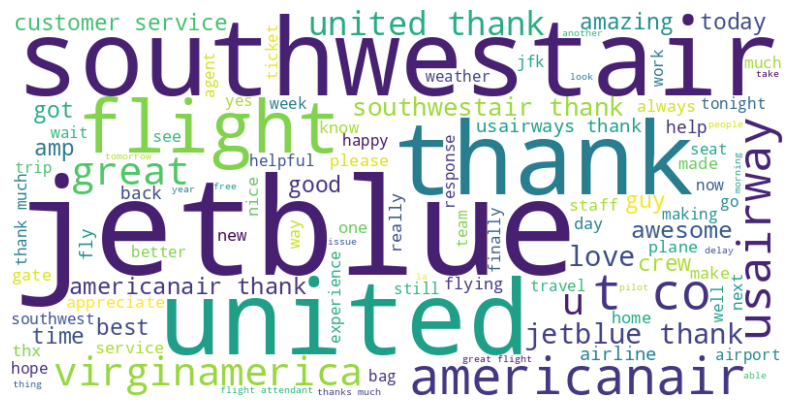 customer service
united thank
amazing
another
today
southwestair
ticket
agent
jfk
look
weather
work
much
take
got
flight
yes
week
southwestair thank
always
tonight
amp
wait
see
know
happy
usairways thank
help
people
trip
tomorrow
great
helpful
please
thank
response
seat
made
now
morning
usairway
thank much
back
year
free
nice
good
jetblue
new
way
one
really
team
finally
staff
guy
day
making
go
awesome
fly
better
issue
plane
delay
gate
americanair thank
experience
still
flying
love
crew
make
well
next
appreciate
united
u
t co
travel
la
pilot
home
southwest
time
best
jetblue thank
thx
service
great flight
airline
airport
hope
virginamerica
bag
americanair
able
thing
flight attendant
thanks much